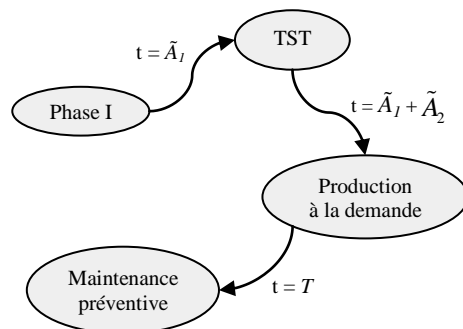 TST
t = Ã₁
Phase I
t = Ã₁ + Ã₂
Production
à la demande
Maintenance
préventive
t = T